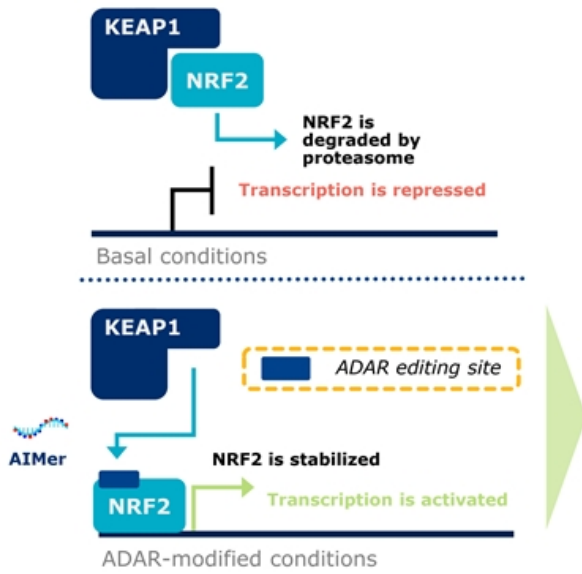 KEAP1
NRF2
NRF2 is
degraded by
proteasome
Transcription is repressed
Basal conditions
KEAP1
ADAR editing site
AIMer
NRF2 is stabilized
NRF2
Transcription is activated
ADAR-modified conditions